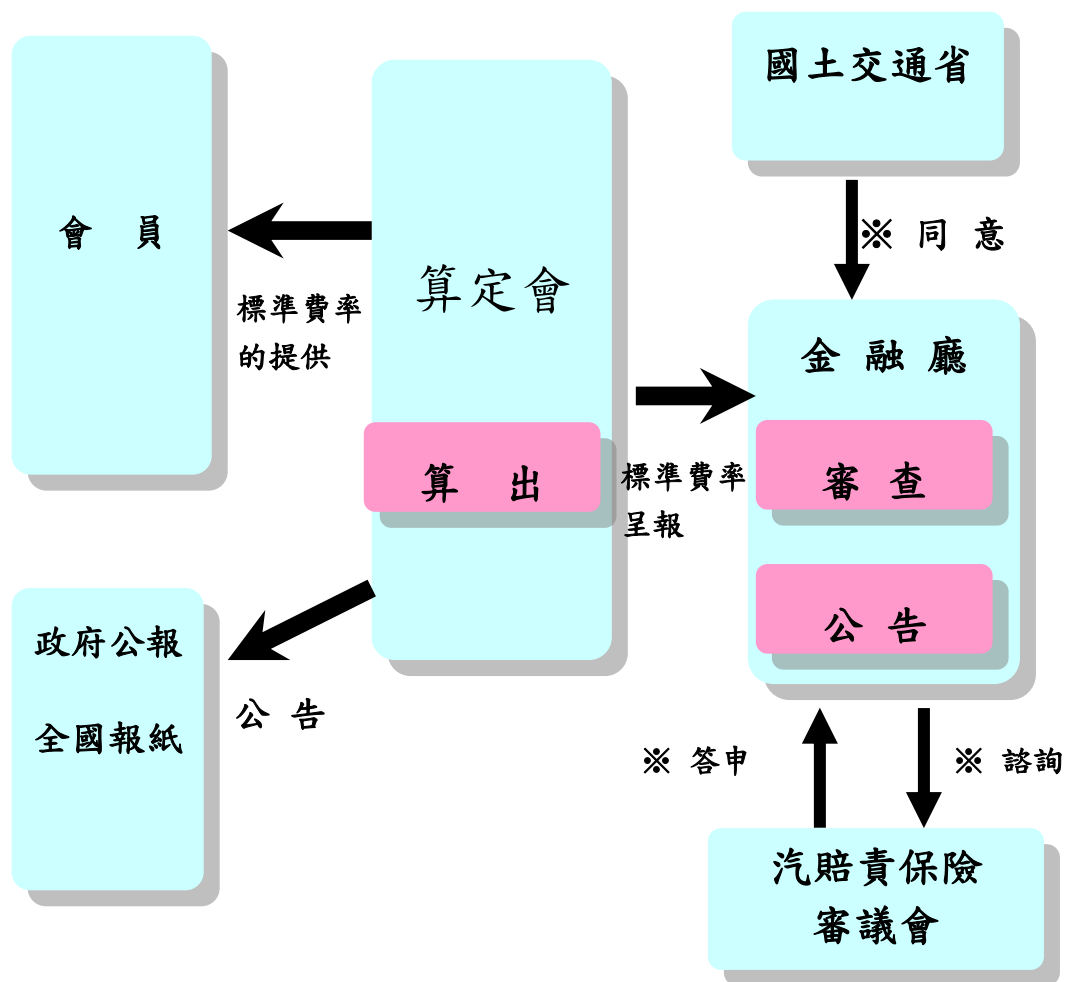 國土交通省
會 員
※ 同 意
算定會
標準費率
的提供
金 融 廳
算 出
標準費率
呈報
審 查
公 告
政府公報
全國報紙
公 告
※ 答申
※ 諮詢
汽賠責保險
審議會